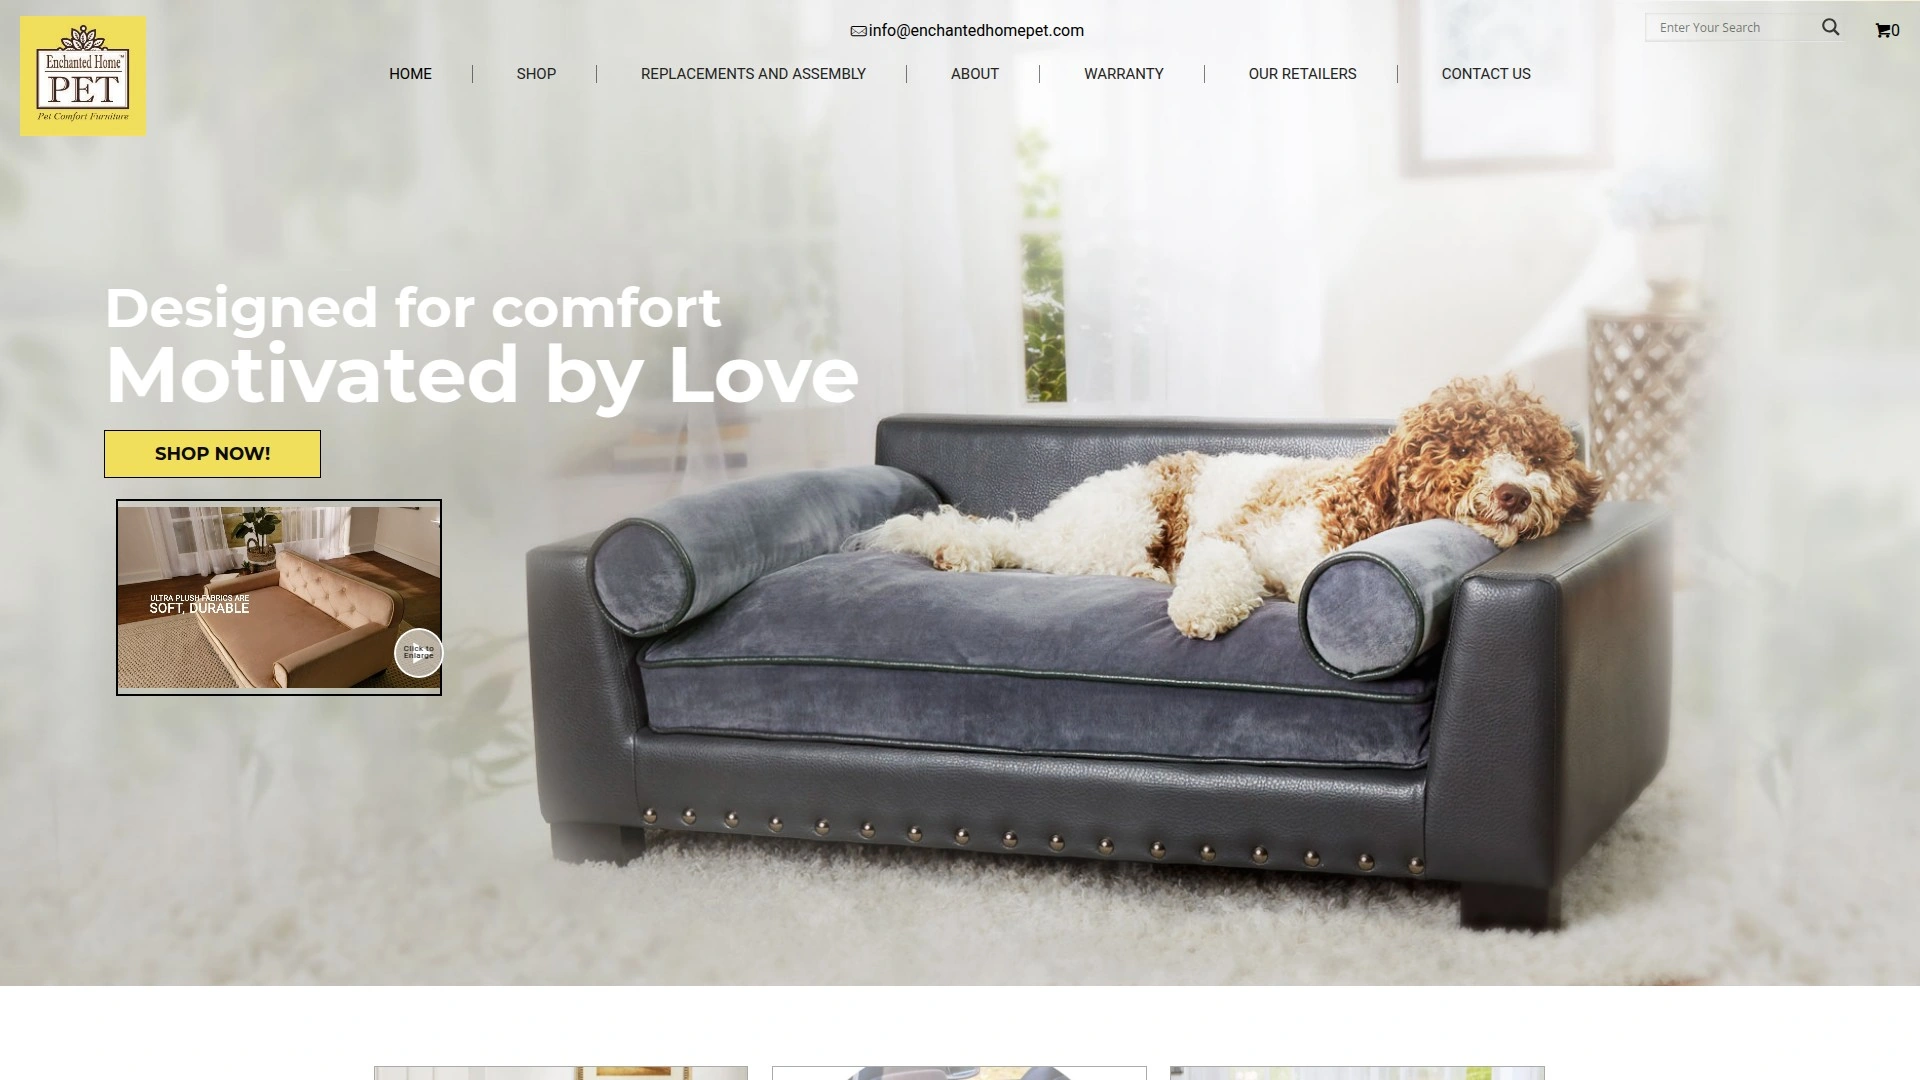 Enchanted Home
PET
Pet Comfort Furniture
info@enchantedhomepet.com
Enter Your Search
0
HOME
SHOP
REPLACEMENTS AND ASSEMBLY
ABOUT
WARRANTY
OUR RETAILERS
CONTACT US
Designed for comfort
Motivated by Love
SHOP NOW!
ULTRA PLUSH FABRICS ARE
SOFT, DURABLE
Click to
Enlarge